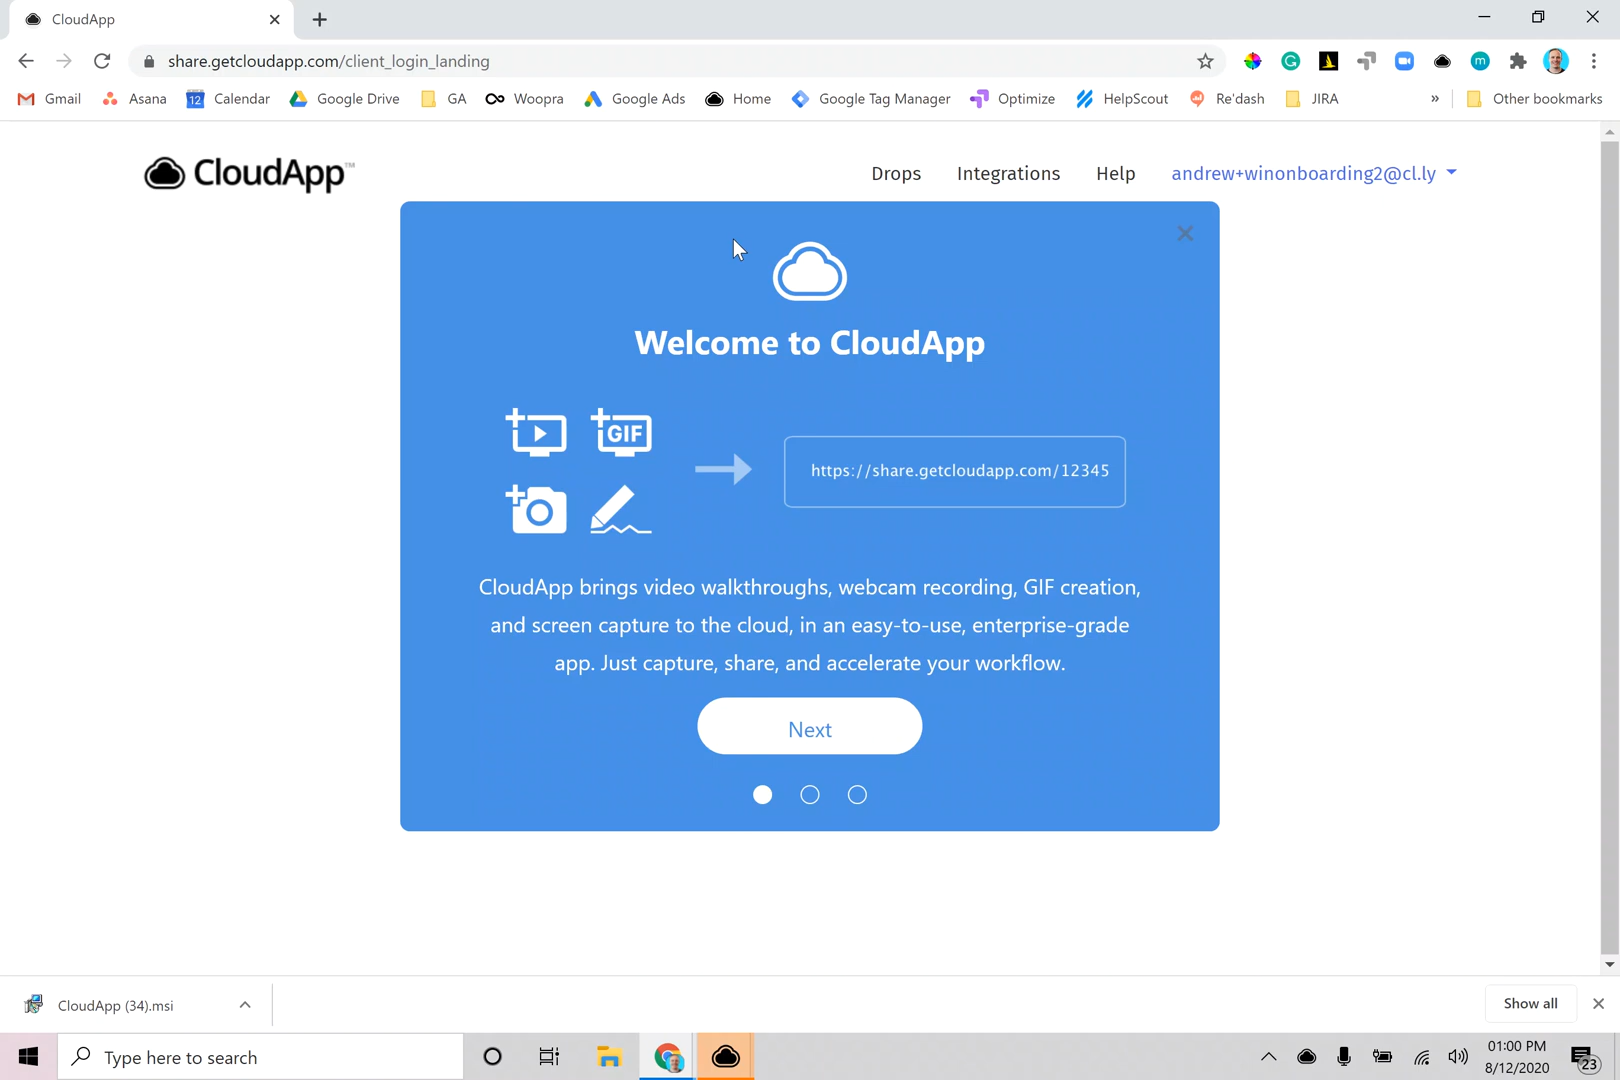 CloudApp
share.getcloudapp.com/client_login_landing
Gmail
Asana
12
Calendar
Google Drive
GA
Woopra
Google Ads
Home
Google Tag Manager
Optimize
HelpScout
Re'dash
JIRA
»
Other bookmarks
CloudApp™
Drops
Integrations
Help
andrew+winonboarding2@cl.ly
Welcome to CloudApp
GIF
https://share.getcloudapp.com/12345
CloudApp brings video walkthroughs, webcam recording, GIF creation,
and screen capture to the cloud, in an easy-to-use, enterprise-grade
app. Just capture, share, and accelerate your workflow.
Next
CloudApp (34).msi
Show all
Type here to search
01:00 PM
8/12/2020
23